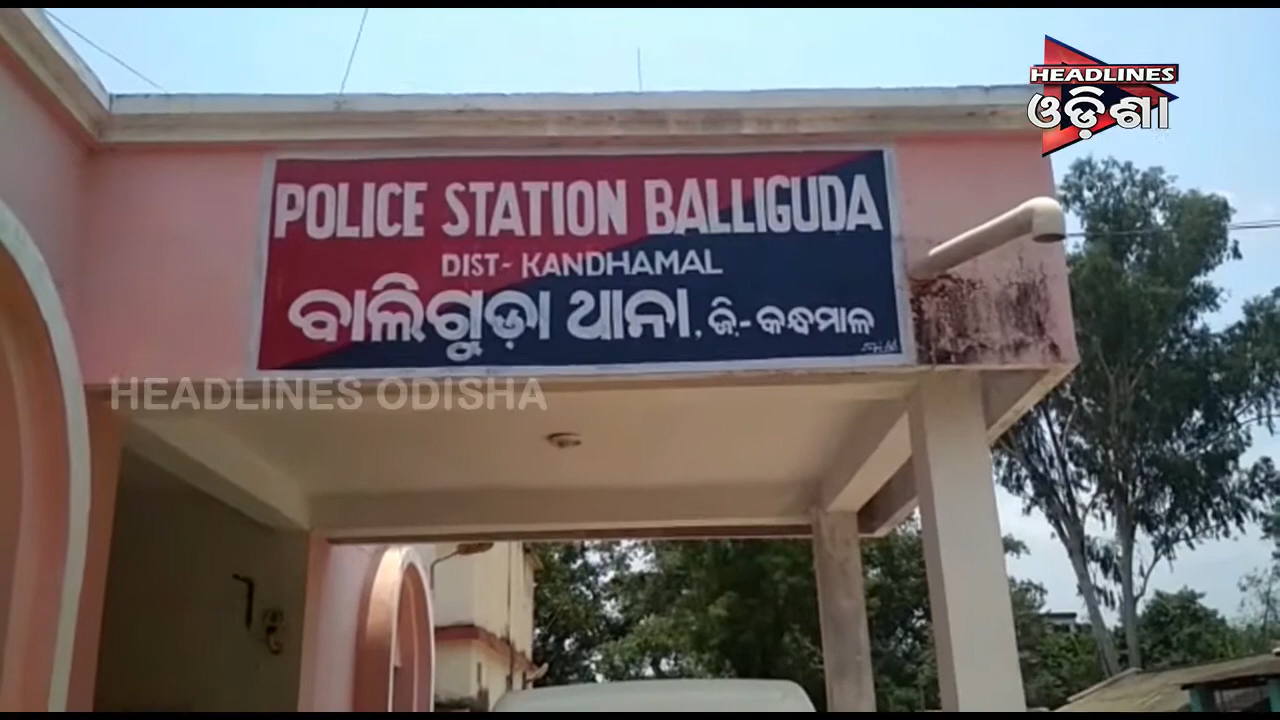 HEADLINES
ଓଡ଼ିଶା
POLICE STATION BALLIGUDA
DIST- KANDHAMAL
ବାଲିଗୁଡ଼ା ଥାନା, ଜି.- କନ୍ଧମାଳ
HEADLINES ODISHA